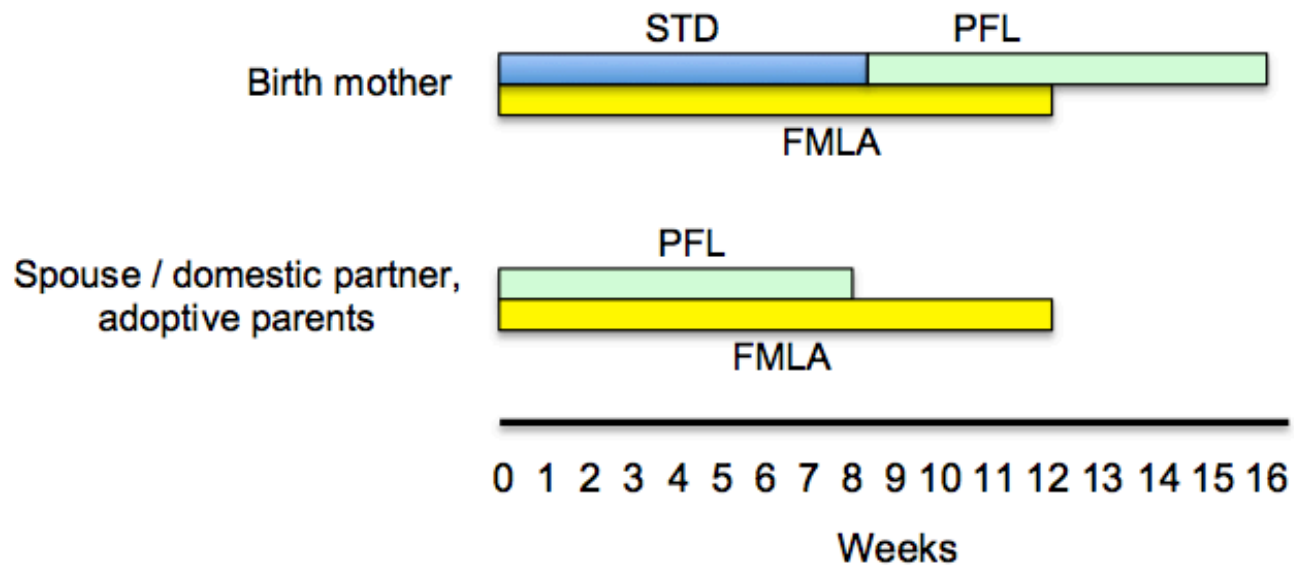 STD PFL
Birth mother
FMLA
PFL
Spouse / domestic partner,
adoptive parents
FMLA
0 1 2 3 4 5 6 7 8 9 10 11 12 13 14 15 16
Weeks